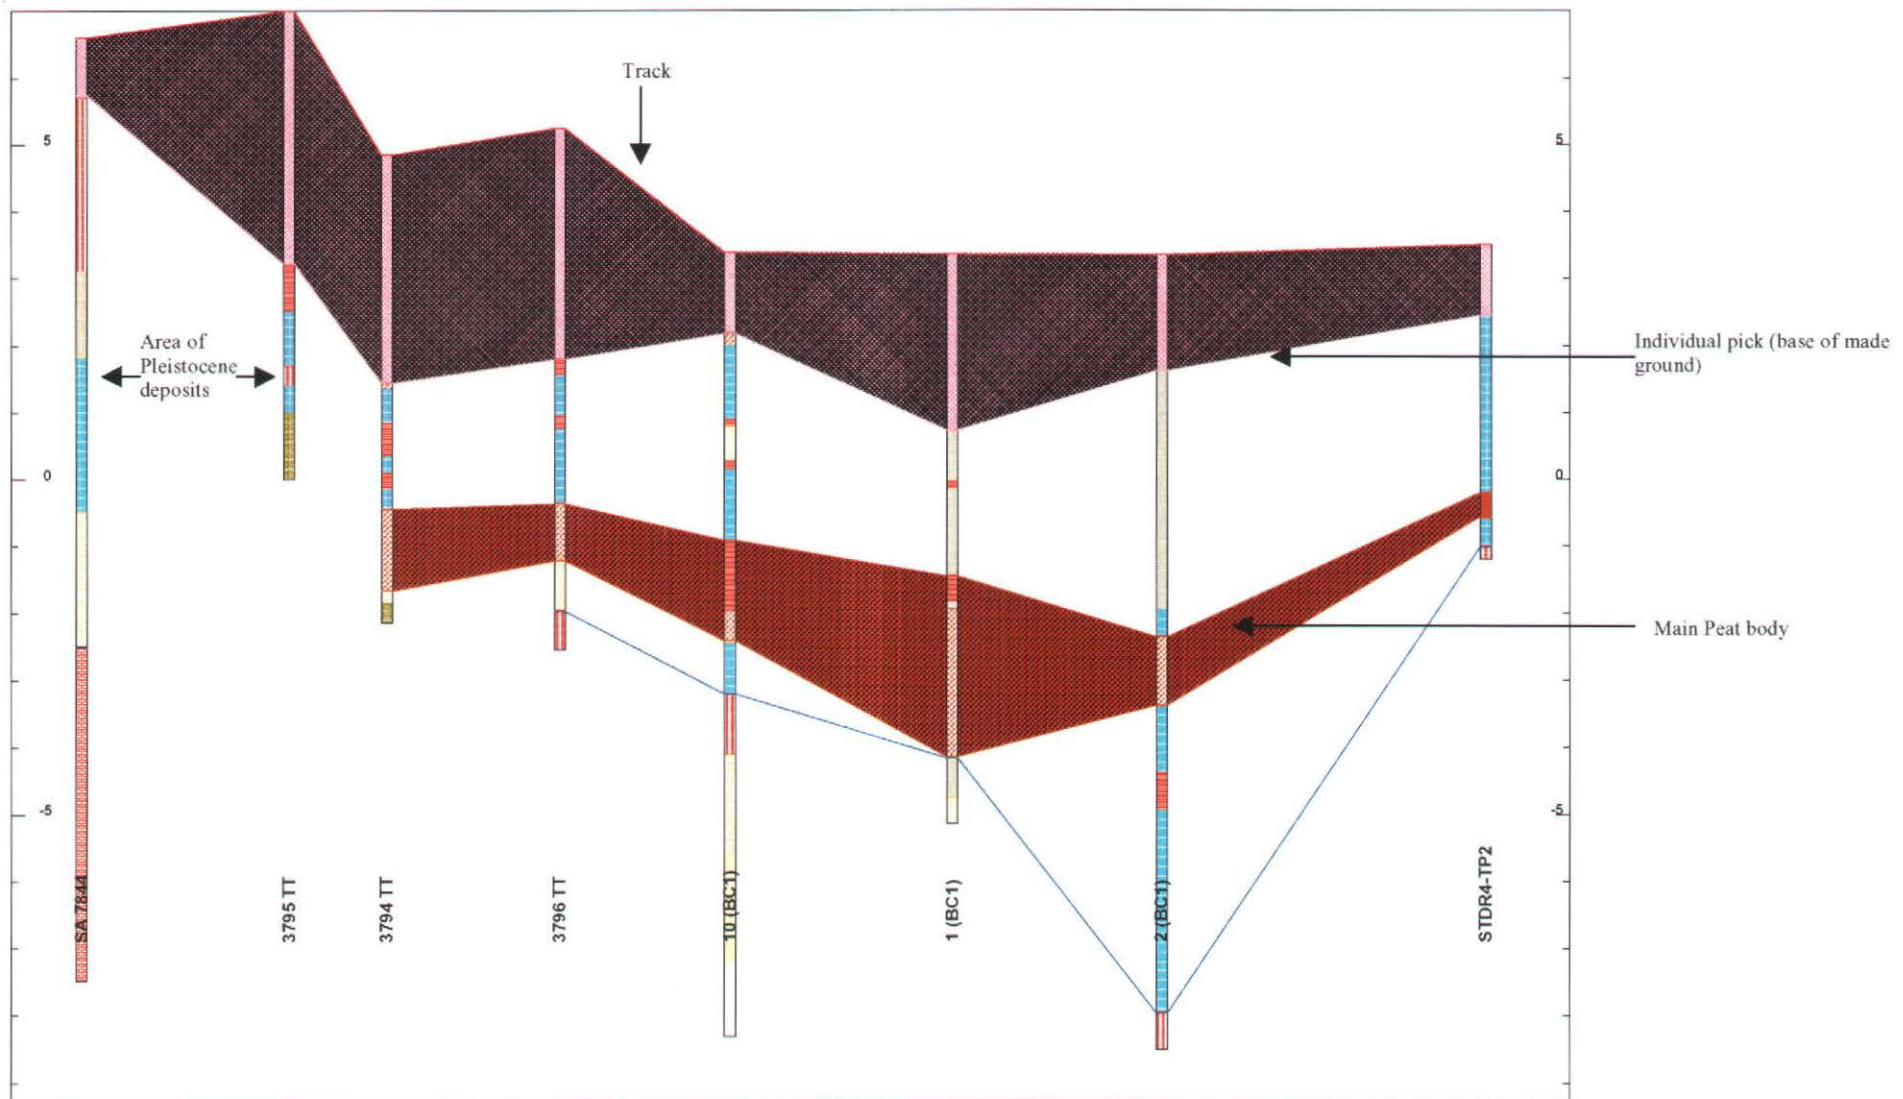 Track
5
5
Area of
Pleistocene
deposits
Individual pick (base of made
ground)
0
0
Main Peat body
-5
-5
SA 7844
3795 TT
3794 TT
3796 TT
10 (BC1)
1 (BC1)
2 (BC1)
STDR4-TP2